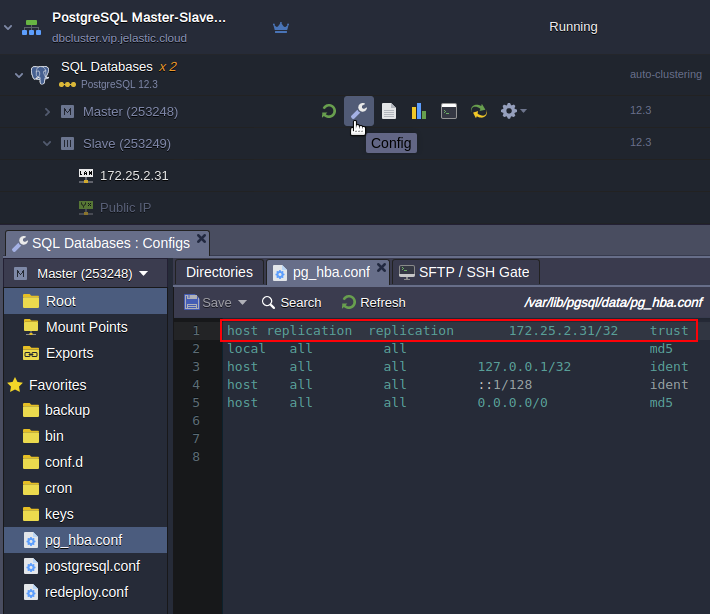 PostgreSQL Master-Slave...
dbcluster.vip.jelastic.cloud
Running
SQL Databases x 2
PostgreSQL 12.3
auto-clustering
M Master (253248)
12.3
Slave (253249)
12.3
Config
LAN 172.25.2.31
Public IP
SQL Databases : Configs
M Master (253248)
Directories
pg_hba.conf
SFTP / SSH Gate
Root
Mount Points
Exports
Favorites
backup
bin
conf.d
cron
keys
pg_hba.conf
postgresql.conf
redeploy.conf
Save
Search
Refresh
/var/lib/pgsql/data/pg_hba.conf
1 host replication replication 172.25.2.31/32 trust
2 local all all md5
3 host all all 127.0.0.1/32 ident
4 host all all ::1/128 ident
5 host all all 0.0.0.0/0 md5
6
7
8